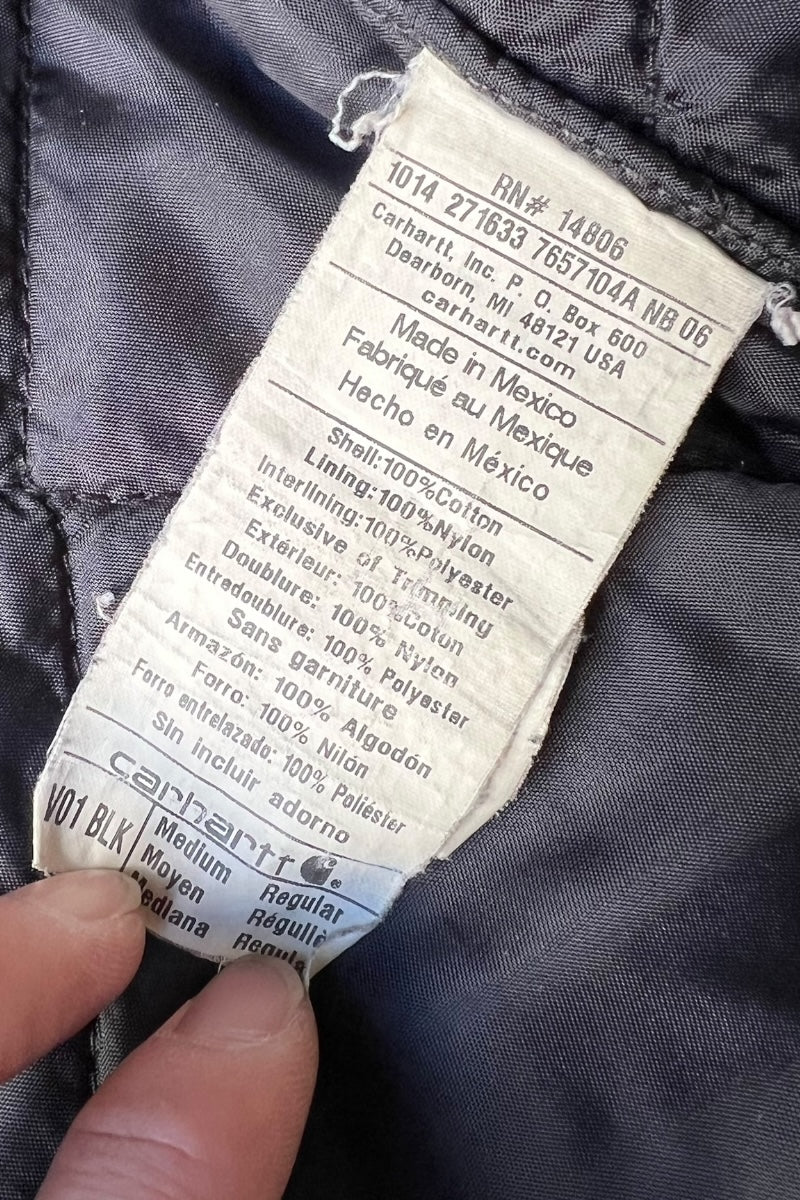 RN# 14806
1014 271633 7657104A NB 06
Carhartt, Inc. P. O. Box 600
Dearborn, MI 48121 USA
carhartt.com
Made in Mexico
Fabriqué au Mexique
Hecho en México
Shell:100%Cotton
Lining:100%Nylon
Interlining:100%Polyester
Exclusive of Trimming
Extérieur: 100%Coton
Doublure: 100% Nylon
Entredoublure: 100% Polyester
Sans garniture
Armazón: 100% Algodón
Forro: 100% Nilón
Forro entrelazado: 100% Poliéster
Sin incluir adorno
carhartt
V01 BLK
Medium Regular
Moyen